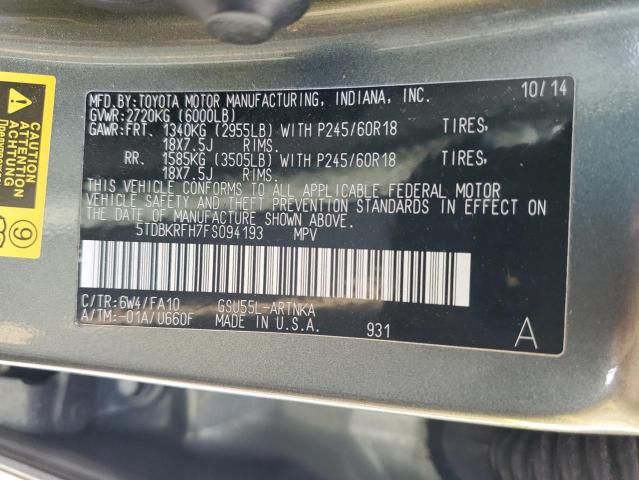 MFD.BY:TOYOTA MOTOR MANUFACTURING, INDIANA, INC. 10/14
GVWR:2720KG (6000LB)
GAWR:FRT. 1340KG (2955LB) WITH P245/60R18 TIRES,
18X7.5J RIMS.
RR. 1585KG (3505LB) WITH P245/60R18 TIRES,
18X7.5J RIMS.
THIS VEHICLE CONFORMS TO ALL APPLICABLE FEDERAL MOTOR
VEHICLE SAFETY AND THEFT PREVENTION STANDARDS IN EFFECT ON
THE DATE OF MANUFACTURE SHOWN ABOVE.
5TDBKRFH7FS094193 MPV
C/TR:6W4/FA10 GSU55L-ARTNKA
A/TM:-01A/U660F MADE IN U.S.A. 931 A
CAUTION
ACHTUNG
9